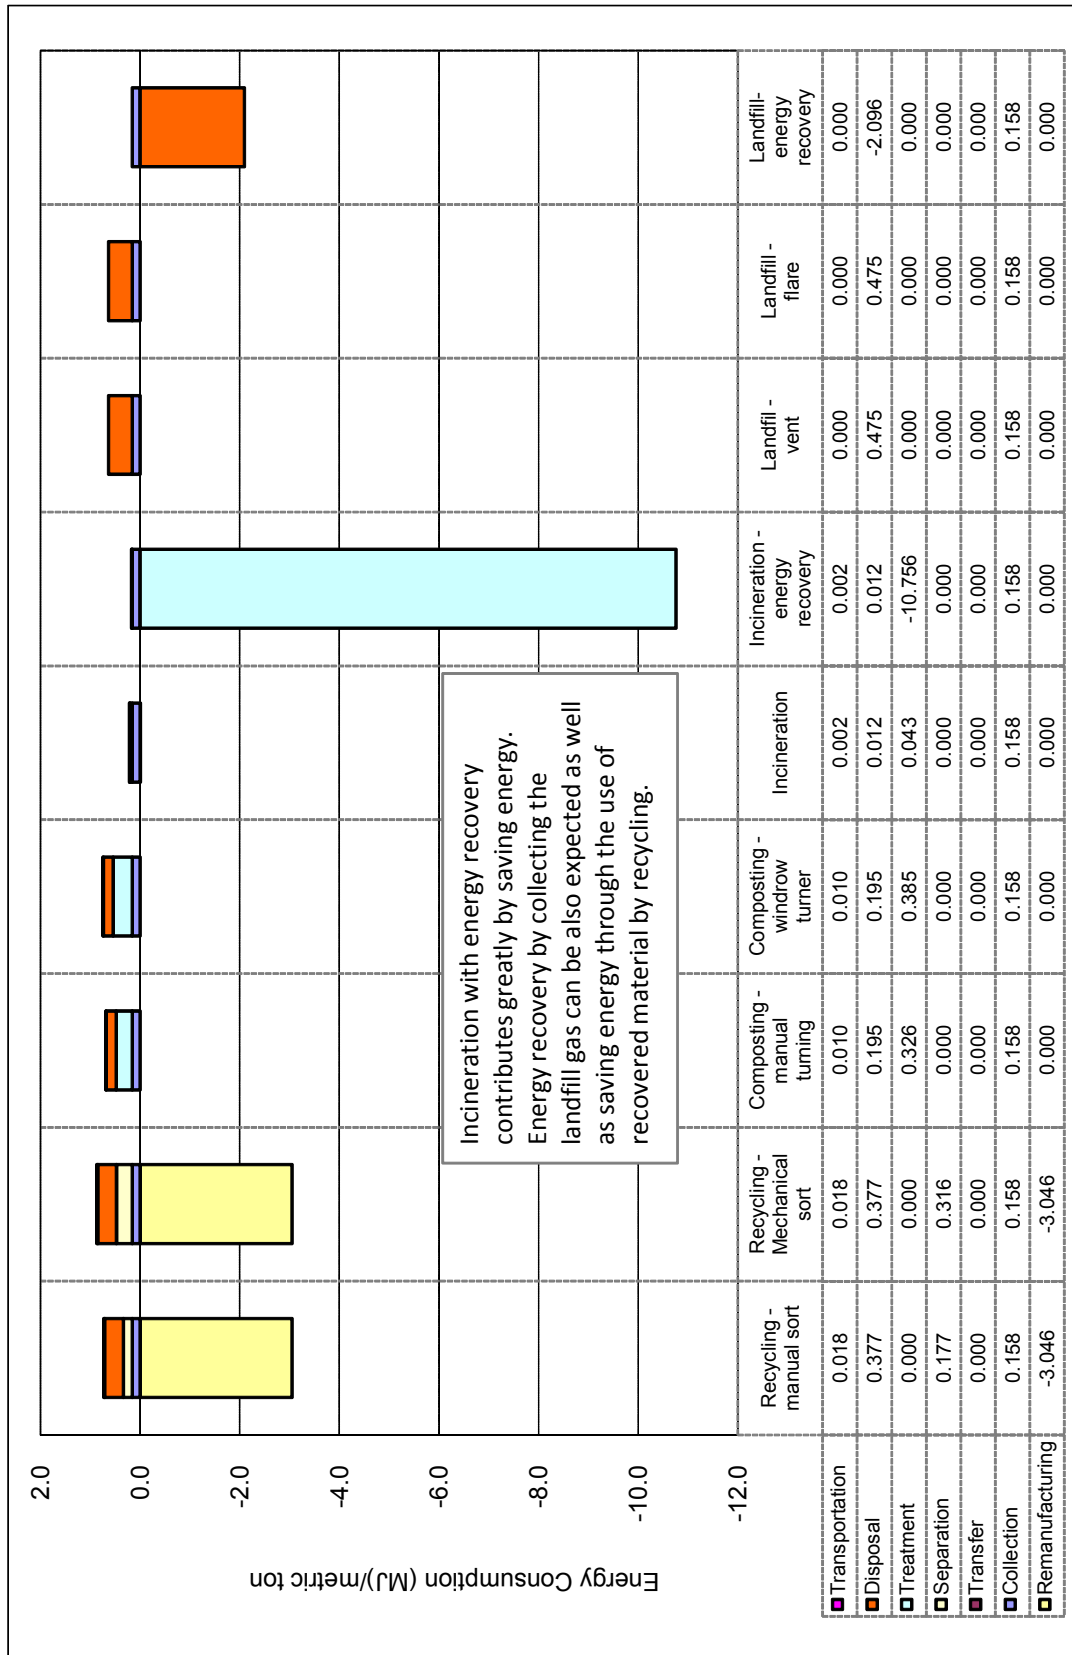 Energy Consumption (MJ)/metric ton
2.0
0.0
-2.0
-4.0
-6.0
-8.0
-10.0
-12.0
Incineration with energy recovery
contributes greatly by saving energy.
Energy recovery by collecting the
landfill gas can be also expected as well
as saving energy through the use of
recovered material by recycling.
Recycling - manual sort Recycling - Mechanical sort Composting - manual turning Composting - windrow turner Incineration Incineration - energy recovery Landfil - vent Landfill - flare Landfill- energy recovery
Transportation 0.018 0.018 0.010 0.010 0.002 0.002 0.000 0.000 0.000
Disposal 0.377 0.377 0.195 0.195 0.012 0.012 0.475 0.475 -2.096
Treatment 0.000 0.000 0.326 0.385 0.043 -10.756 0.000 0.000 0.000
Separation 0.177 0.316 0.000 0.000 0.000 0.000 0.000 0.000 0.000
Transfer 0.000 0.000 0.000 0.000 0.000 0.000 0.000 0.000 0.000
Collection 0.158 0.158 0.158 0.158 0.158 0.158 0.158 0.158 0.158
Remanufacturing -3.046 -3.046 0.000 0.000 0.000 0.000 0.000 0.000 0.000